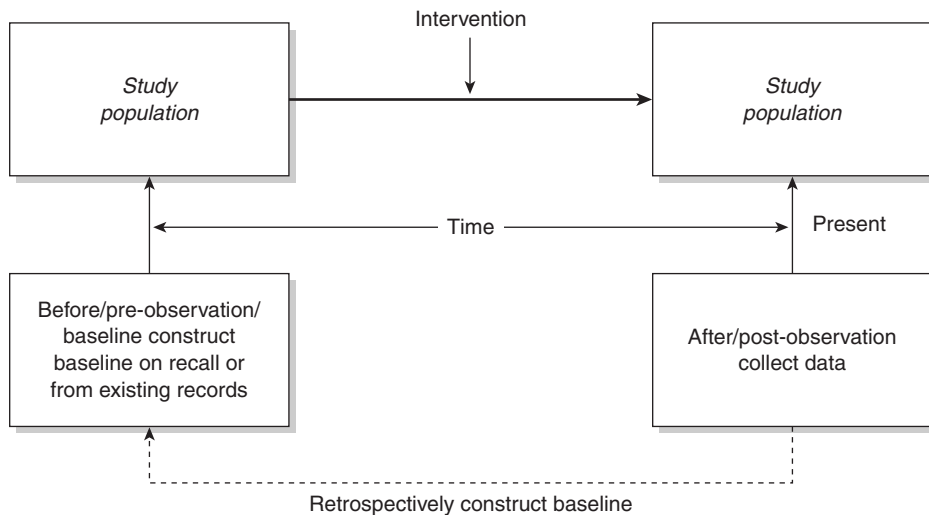 Intervention
Study
population
Study
population
Time
Present
Before/pre-observation/
baseline construct
baseline on recall or
from existing records
After/post-observation
collect data
Retrospectively construct baseline